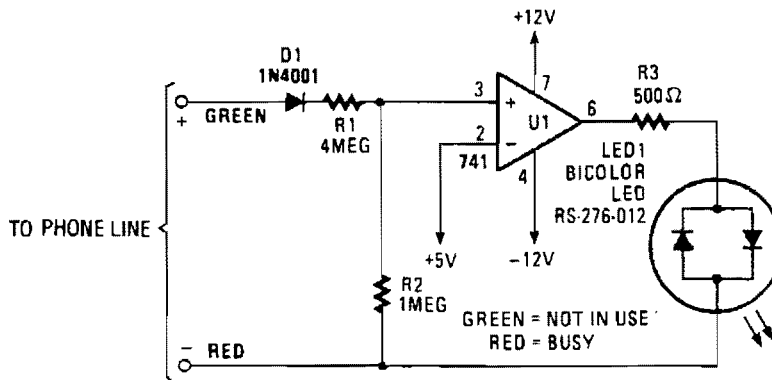 +12V
D1
1N4001
R3
500Ω
3
+
7
6
GREEN
+
R1
4MEG
2
−
U1
741
4
LED1
BICOLOR
LED
RS-276-012
TO PHONE LINE
+5V
−12V
R2
1MEG
GREEN = NOT IN USE
RED = BUSY
−
RED